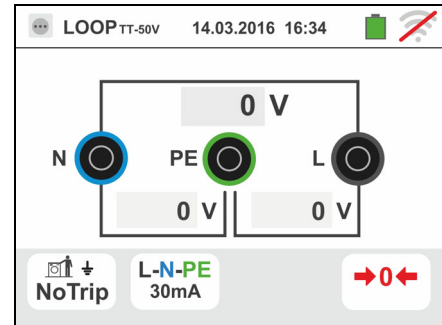 LOOP TT-50V 14.03.2016 16:34
0 V
N PE L
0 V 0 V
NoTrip
L-N-PE
30mA
0